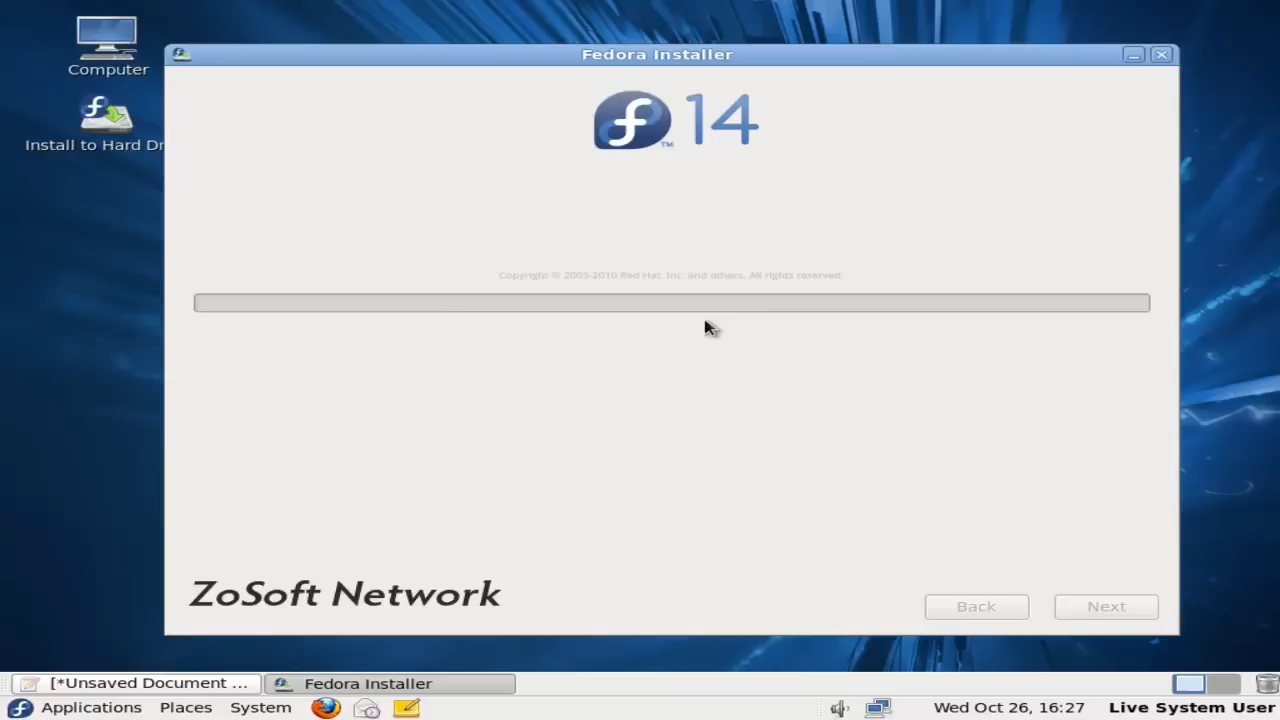 Computer
Install to Hard Dr
Fedora Installer
f™ 14
Copyright © 2003-2010 Red Hat, Inc. and others. All rights reserved.
ZoSoft Network
Back
Next
[*Unsaved Document ...
Fedora Installer
Applications
Places
System
Wed Oct 26, 16:27
Live System User